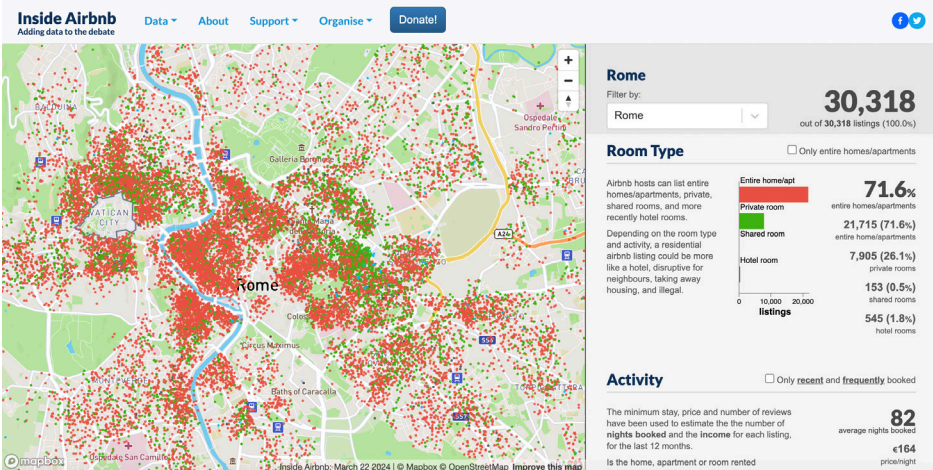 Inside Airbnb
Adding data to the debate
Data
About
Support
Organise
Donate!
BALDUINA
Ospedale
Sandro Pertini
Galleria Borghese
VATICAN
CITY
A24
Rome
Circus Maximus
Baths of Caracalla
MONTEVERDE
Ospedale San Camillo
mapbox
Inside Airbnb: March 22 2024 | © Mapbox © OpenStreetMap Improve this map
Rome
Filter by:
Rome
30,318
out of 30,318 listings (100.0%)
Room Type
Only entire homes/apartments
Airbnb hosts can list entire
homes/apartments, private,
shared rooms, and more
recently hotel rooms.
Depending on the room type
and activity, a residential
airbnb listing could be more
like a hotel, disruptive for
neighbours, taking away
housing, and illegal.
Entire home/apt
Private room
Shared room
Hotel room
0 10,000 20,000
listings
71.6%
entire homes/apartments
21,715 (71.6%)
entire home/apartments
7,905 (26.1%)
private rooms
153 (0.5%)
shared rooms
545 (1.8%)
hotel rooms
Activity
Only recent and frequently booked
The minimum stay, price and number of reviews
have been used to estimate the the number of
nights booked and the income for each listing,
for the last 12 months.
Is the home, apartment or room rented
82
average nights booked
€164
price/night